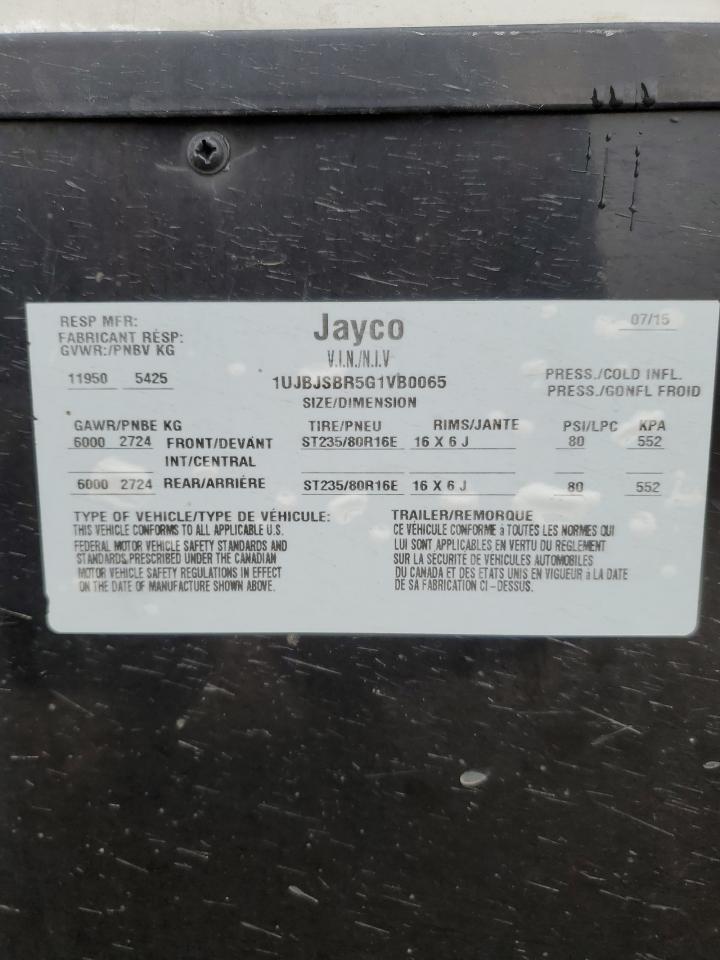 RESP MFR:
FABRICANT RÉSP:
GVWR:/PNBV KG
11950 5425
Jayco
V.I.N./N.I.V
1UJBJSBR5G1VB0065
SIZE/DIMENSION
07/15
PRESS./COLD INFL.
PRESS./GONFL FROID
GAWR/PNBE KG TIRE/PNEU RIMS/JANTE PSI/LPC KPA
6000 2724 FRONT/DEVANT ST235/80R16E 16 X 6 J 80 552
INT/CENTRAL
6000 2724 REAR/ARRIÈRE ST235/80R16E 16 X 6 J 80 552
TYPE OF VEHICLE/TYPE DE VÉHICULE: TRAILER/REMORQUE
THIS VEHICLE CONFORMS TO ALL APPLICABLE U.S.
FEDERAL MOTOR VEHICLE SAFETY STANDARDS AND
STANDARDS PRESCRIBED UNDER THE CANADIAN
MOTOR VEHICLE SAFETY REGULATIONS IN EFFECT
ON THE DATE OF MANUFACTURE SHOWN ABOVE.
CE VÉHICULE CONFORME à TOUTES LES NORMES QUI
LUI SONT APPLICABLES EN VERTU DU REGLEMENT
SUR LA SÉCURITÉ DE VÉHICULES AUTOMOBILES
DU CANADA ET DES ETATS UNIS EN VIGUEUR à LA DATE
DE SA FABRICATION CI-DESSUS.